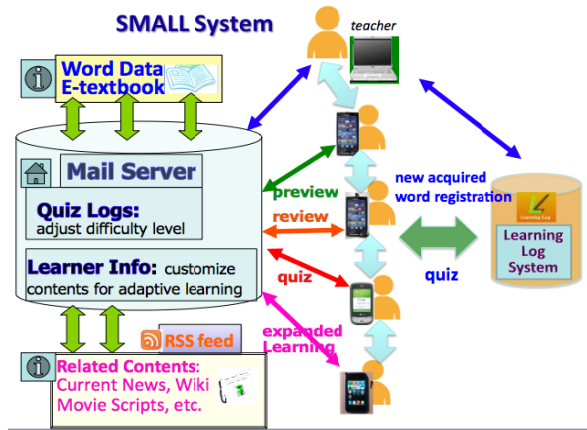 SMALL System
teacher
Word Data
E-textbook
Mail Server
Quiz Logs:
adjust difficulty level
Learner Info: customize
contents for adaptive learning
RSS feed
Related Contents:
Current News, Wiki
Movie Scripts, etc.
preview
review
quiz
expanded
Learning
new acquired
word registration
quiz
Learning Log
Learning
Log
System